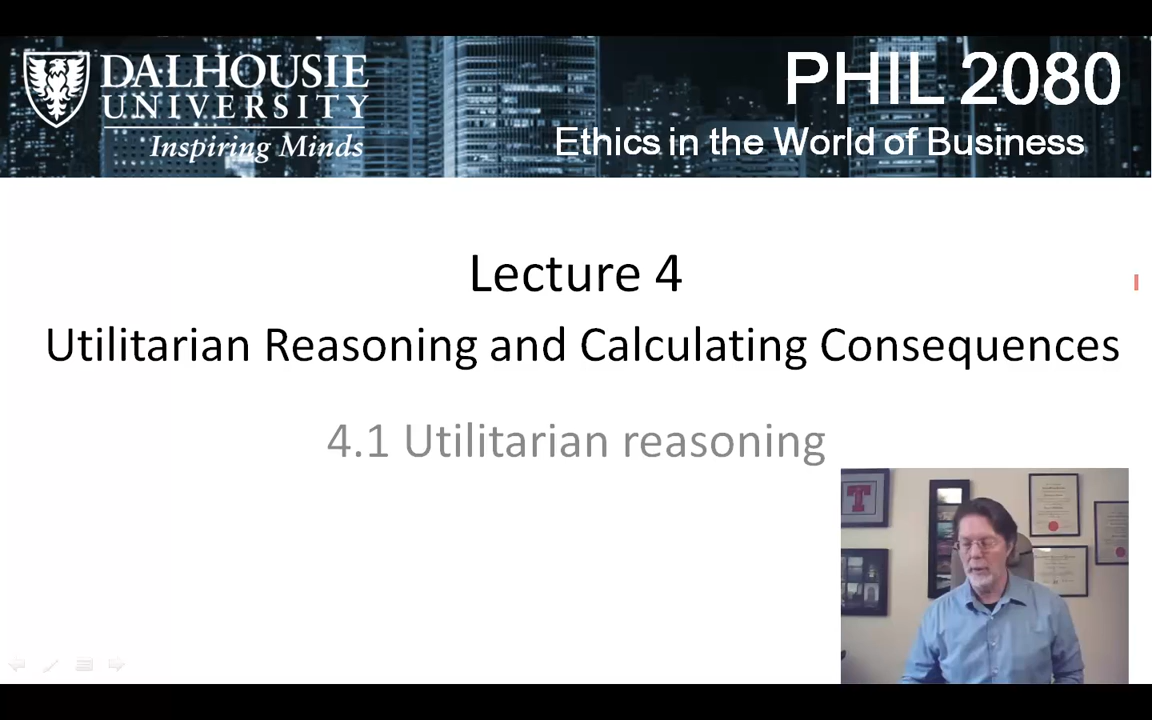 DALHOUSIE
UNIVERSITY
Inspiring Minds
PHIL 2080
Ethics in the World of Business
Lecture 4
Utilitarian Reasoning and Calculating Consequences
4.1 Utilitarian reasoning
T